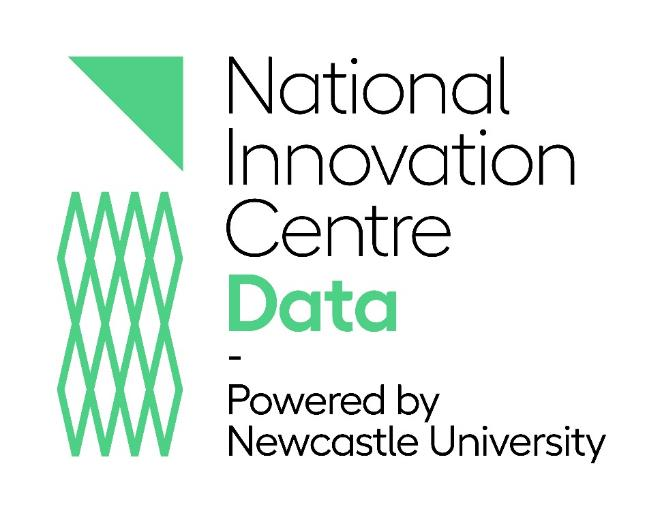 National
Innovation
Centre
Data
-
Powered by
Newcastle University